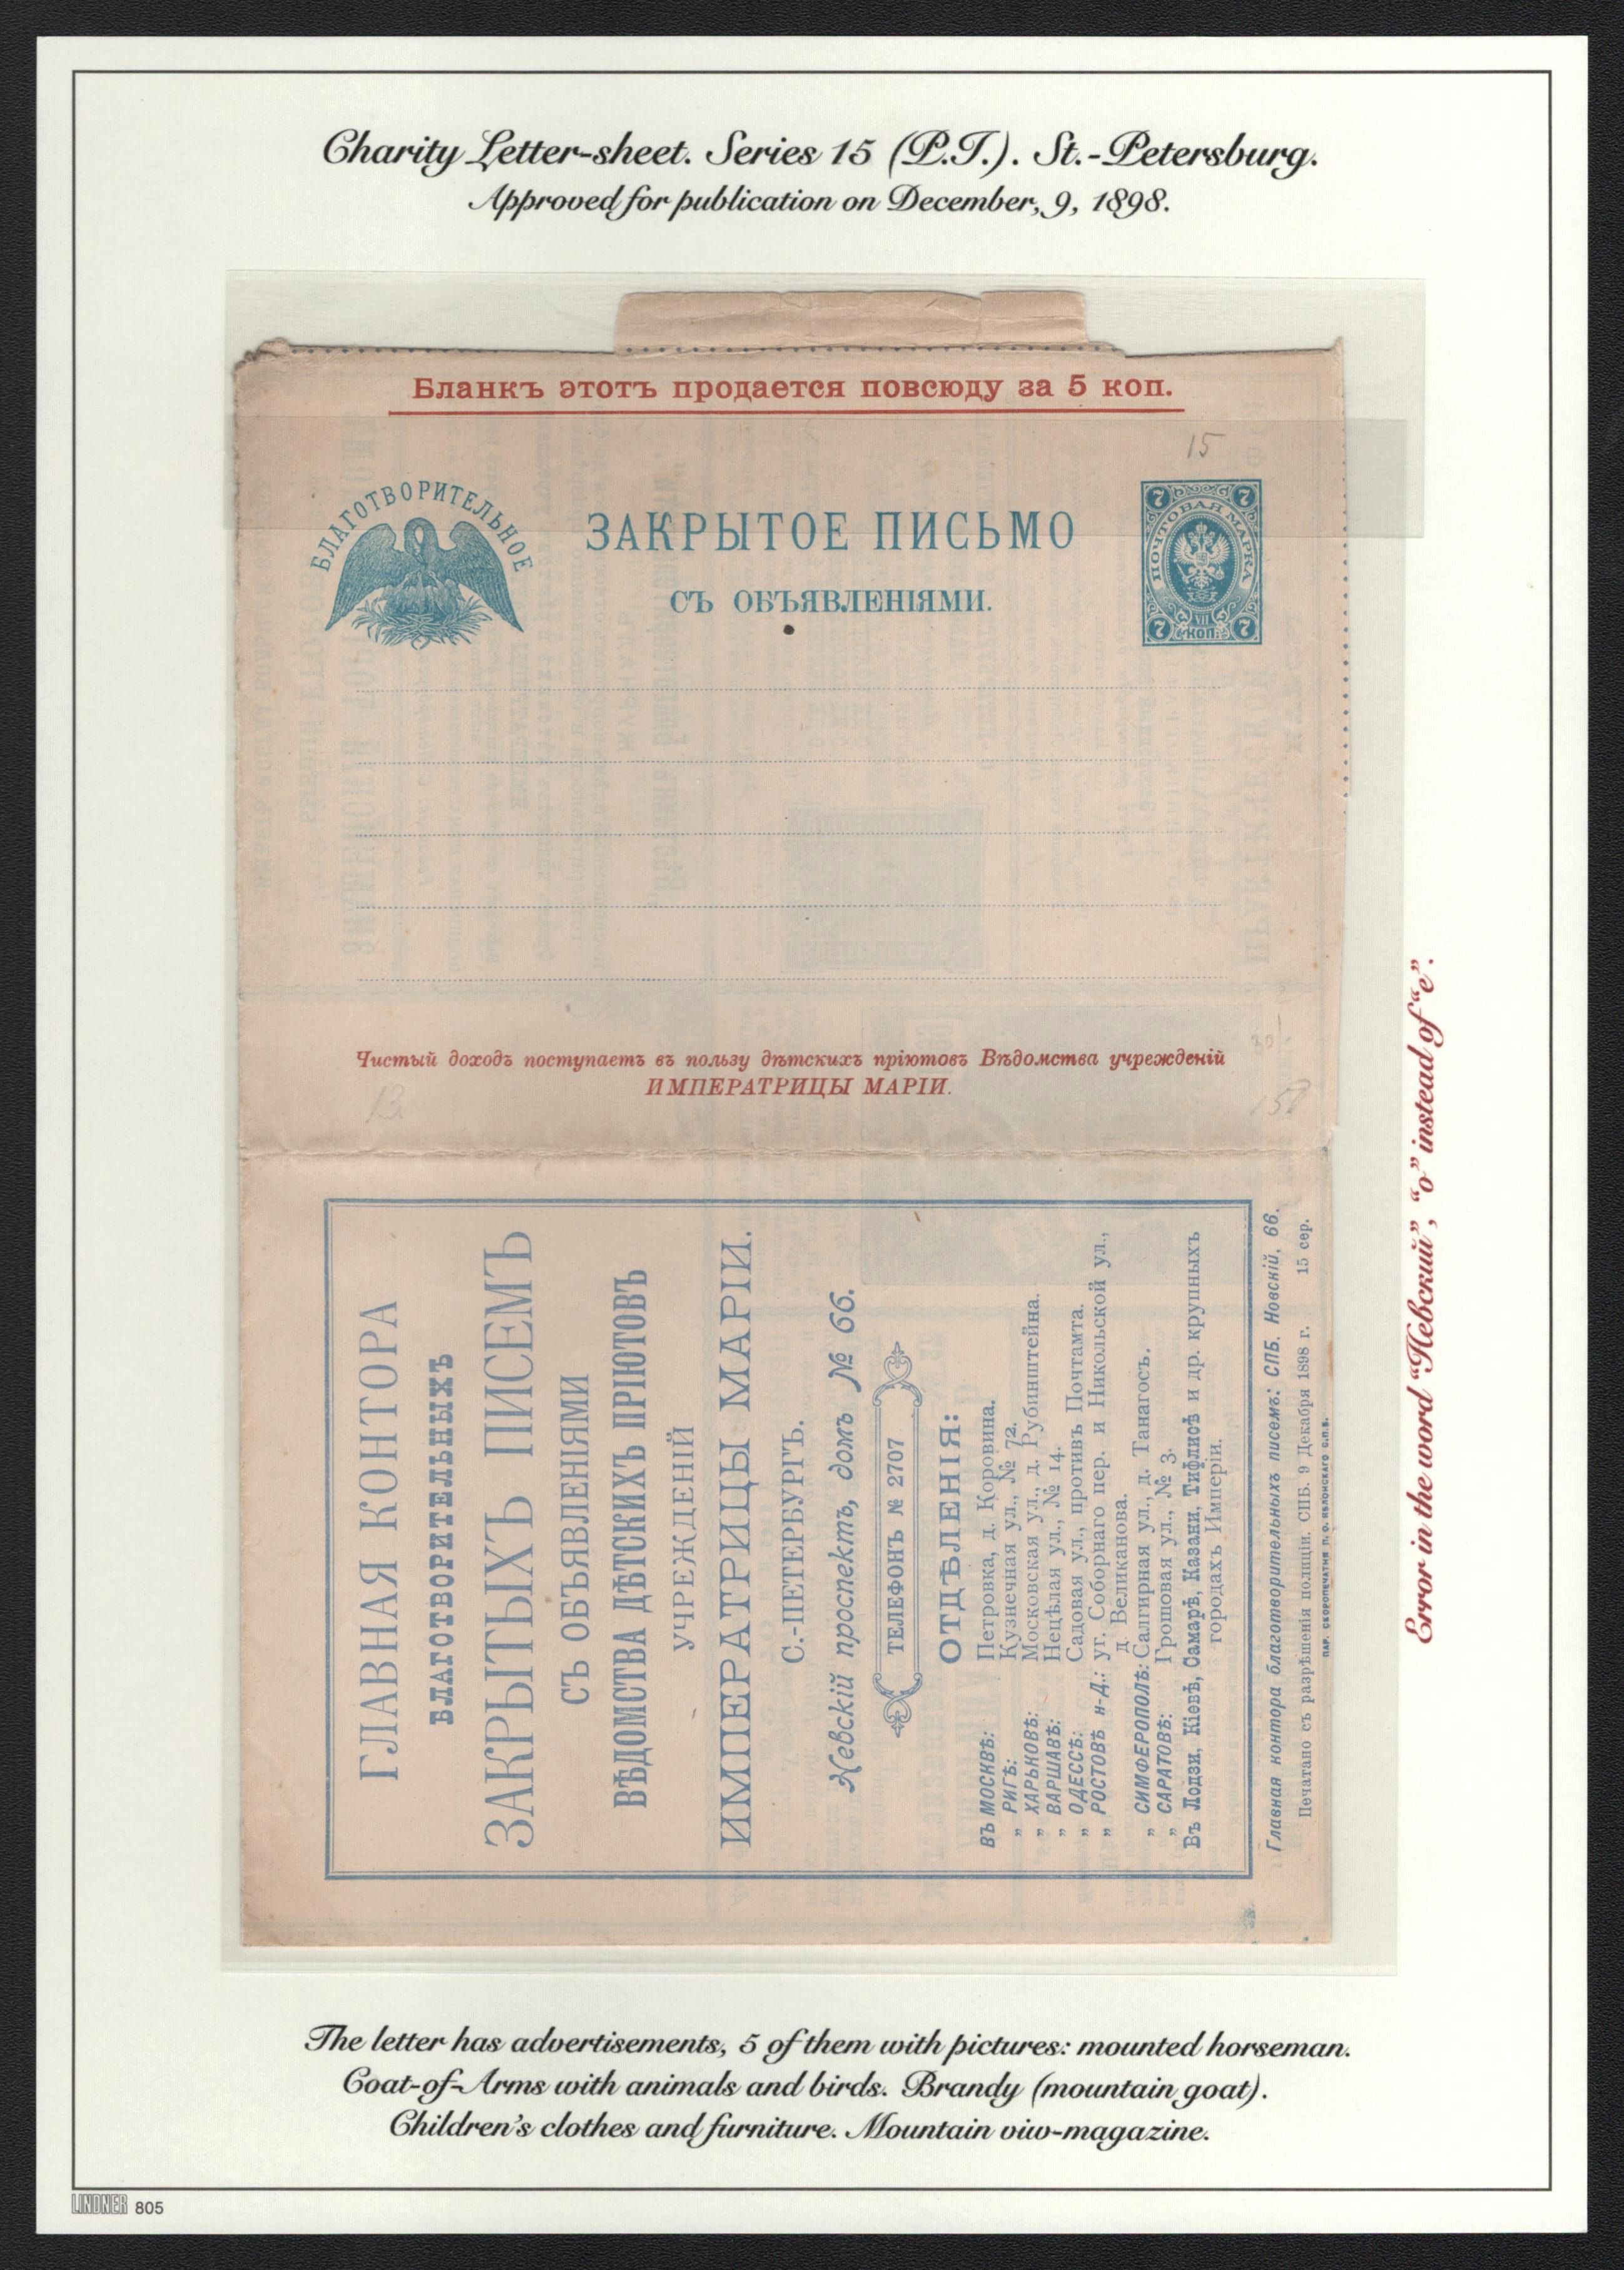 Charity Letter-sheet. Series 15 (P.T.). St.-Petersburg.
Approved for publication on December, 9, 1898.
Бланкъ этотъ продается повсюду за 5 коп.
15
БЛАГОТВОРИТЕЛЬНОЕ
ЗАКРЫТОЕ ПИСЬМО
СЪ ОБЪЯВЛЕНІЯМИ.
7 7
ПОЧТОВАЯ МАРКА
VII
7 КОП. 7
Чистый доходъ поступаетъ въ пользу дѣтскихъ пріютовъ Вѣдомства учрежденій
ИМПЕРАТРИЦЫ МАРІИ.
ГЛАВНАЯ КОНТОРА
БЛАГОТВОРИТЕЛЬНЫХЪ
ЗАКРЫТЫХЪ ПИСЕМЪ
СЪ ОБЪЯВЛЕНІЯМИ
ВѢДОМСТВА ДѢТСКИХЪ ПРІЮТОВЪ
УЧРЕЖДЕНІЙ
ИМПЕРАТРИЦЫ МАРІИ.
С.-ПЕТЕРБУРГЪ.
Невскій проспектъ, домъ № 66.
ТЕЛЕФОНЪ № 2707
ОТДѢЛЕНІЯ:
ВЪ МОСКВѢ: Петровка, д. Коровина.
„ РИГѢ: Кузнечная ул., № 72.
„ ХАРЬКОВѢ: Московская ул., д. Рубинштейна.
„ ВАРШАВѢ: Нецѣлая ул., № 14.
„ ОДЕССѢ: Садовая ул., противъ Почтамта.
„ РОСТОВѢ н-Д.: уг. Соборнаго пер. и Никольской ул.,
д. Великанова.
„ СИМФЕРОПОЛѢ: Салгирная ул., д. Танагосъ.
„ САРАТОВѢ: Грошовая ул., № 3.
Въ Лодзи, Кіевѣ, Самарѣ, Казани, Тифлисѣ и др. крупныхъ
городахъ Имперіи.
Главная контора благотворительныхъ писемъ: СПБ. Новскій, 66.
Печатано съ разрѣшенія полиціи. СПБ. 9 Декабря 1898 г. 15 сер.
ПАР. СКОРОПЕЧАТНЯ П. О. ЯБЛОНСКАГО С.П.Б.
Error in the word “Невский”, “о” instead of “е”.
The letter has advertisements, 5 of them with pictures: mounted horseman.
Coat-of-Arms with animals and birds. Brandy (mountain goat).
Children's clothes and furniture. Mountain viiw-magazine.
LINDNER 805